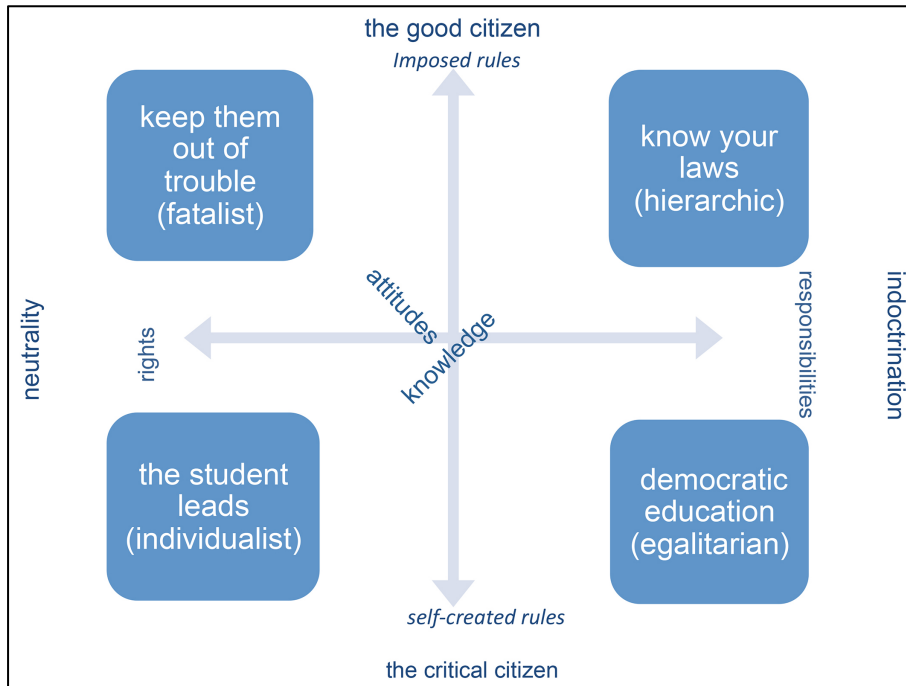 the good citizen
Imposed rules
keep them
out of
trouble
(fatalist)
know your
laws
(hierarchic)
attitudes
knowledge
neutrality
rights
responsibilities
indoctrination
the student
leads
(individualist)
democratic
education
(egalitarian)
self-created rules
the critical citizen